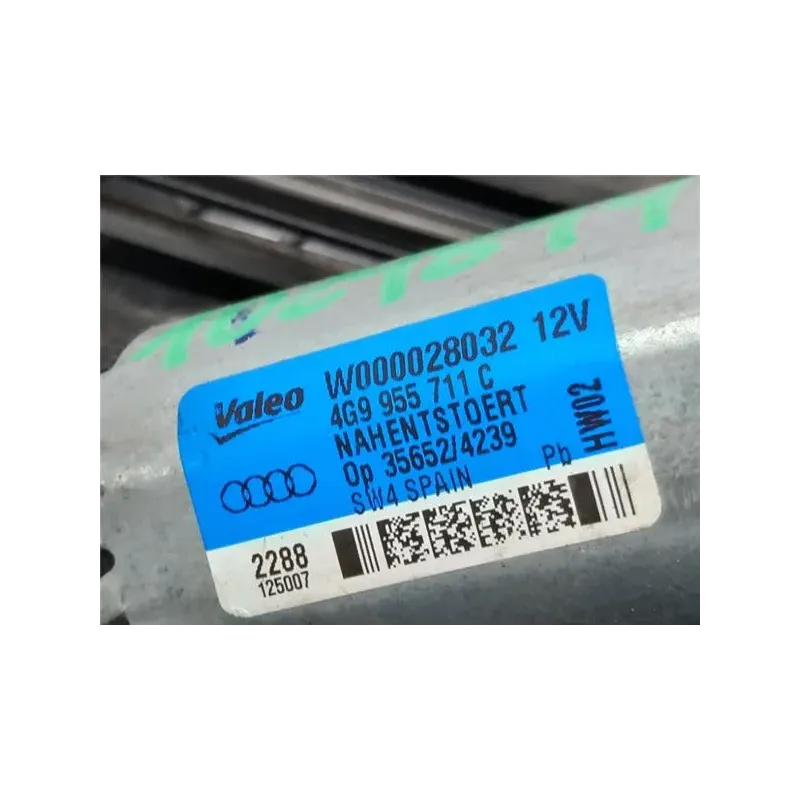 Valeo
W000028032 12V
4G9 955 711 C
NAHENTSTOERT
Op 35652/4239
SW4 SPAIN
Pb
HW02
2288
125007